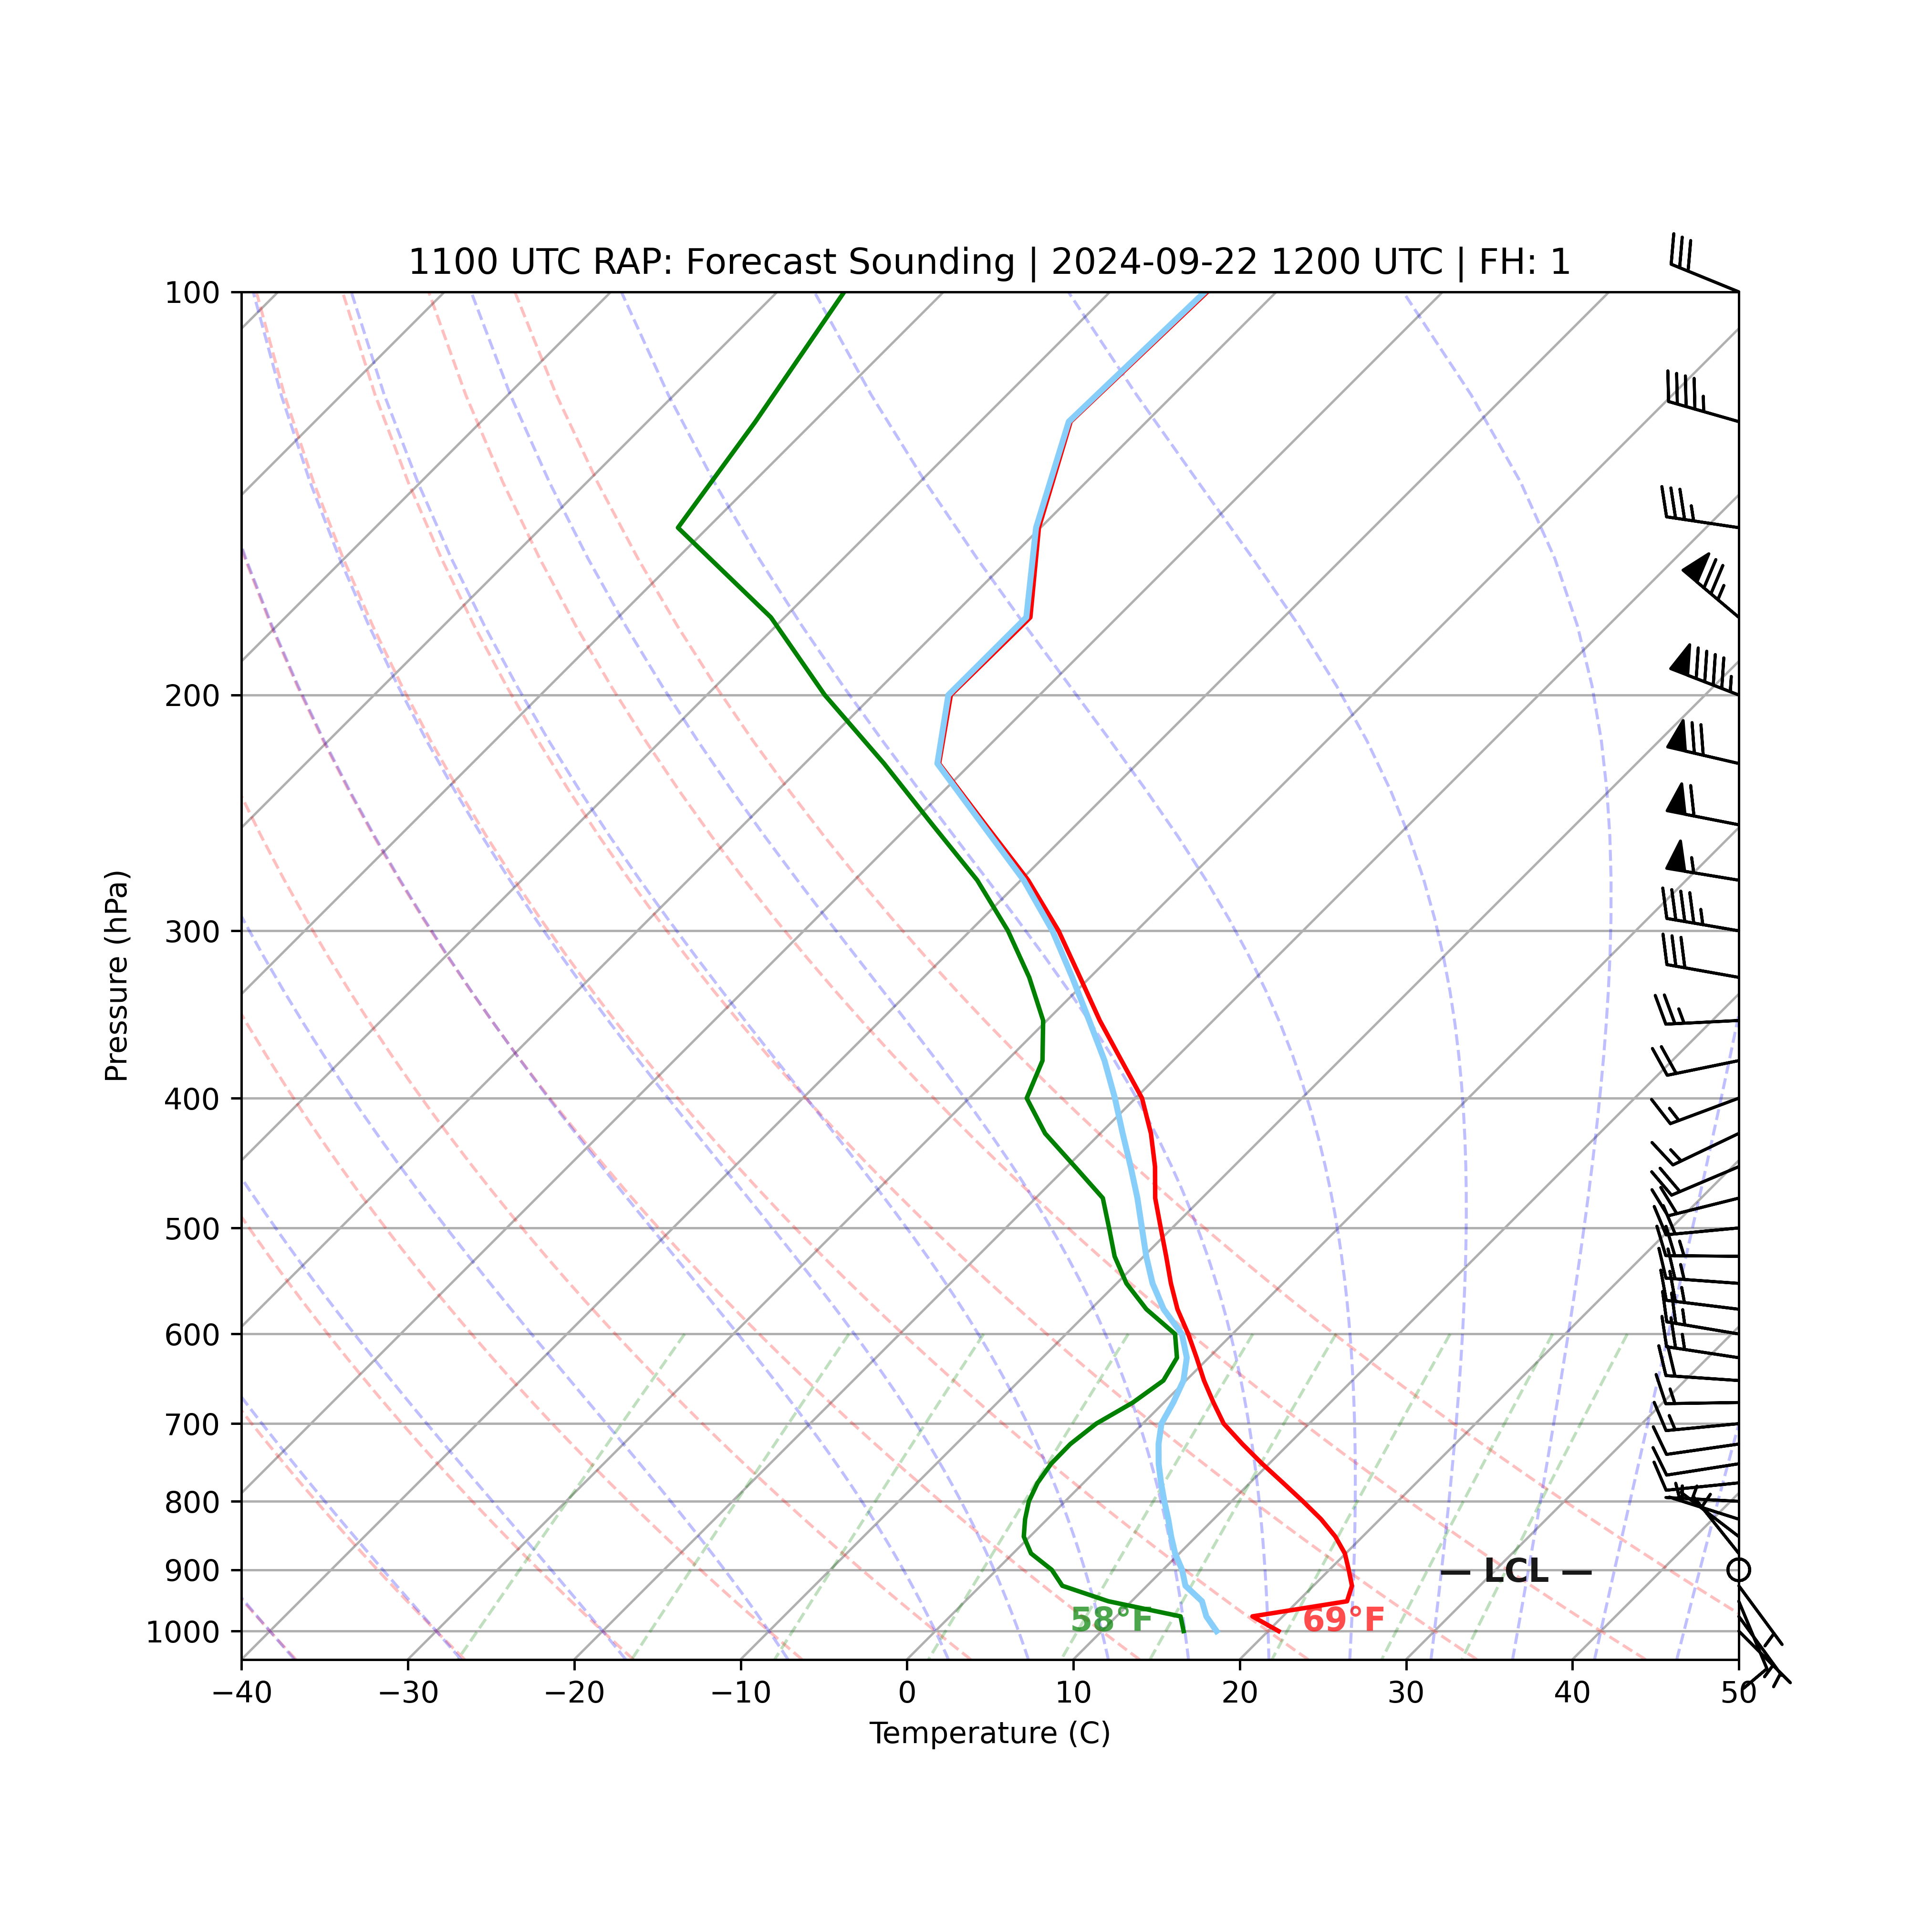 1100 UTC RAP: Forecast Sounding | 2024-09-22 1200 UTC | FH: 1
100
200
300
400
500
600
700
800
900
1000
Pressure (hPa)
— LCL —
58°F
69°F
−40 −30 −20 −10 0 10 20 30 40 50
Temperature (C)